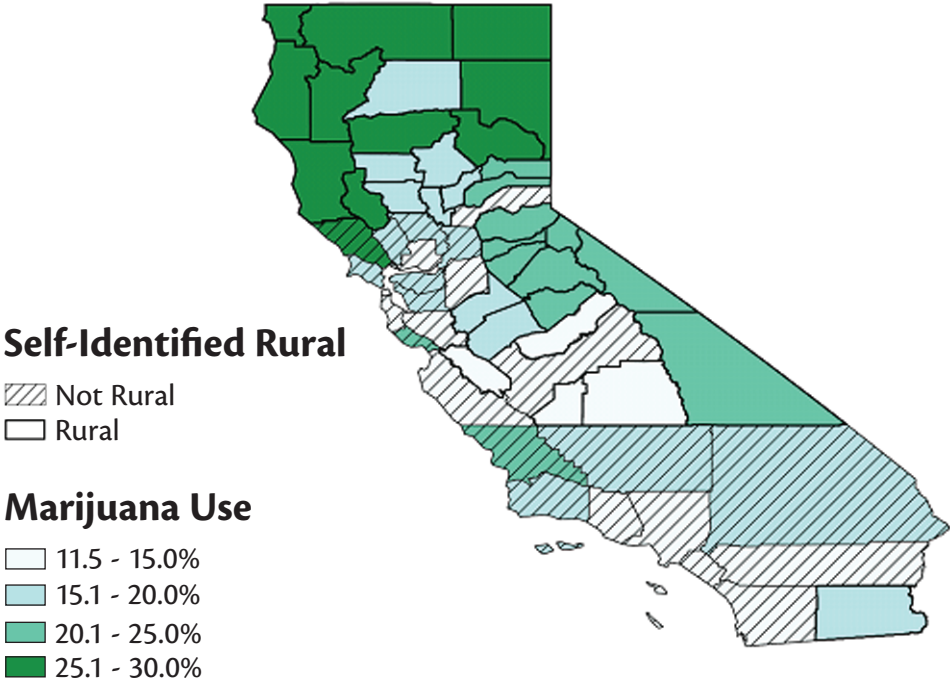 Self-Identified Rural
Not Rural
Rural
Marijuana Use
11.5 - 15.0%
15.1 - 20.0%
20.1 - 25.0%
25.1 - 30.0%